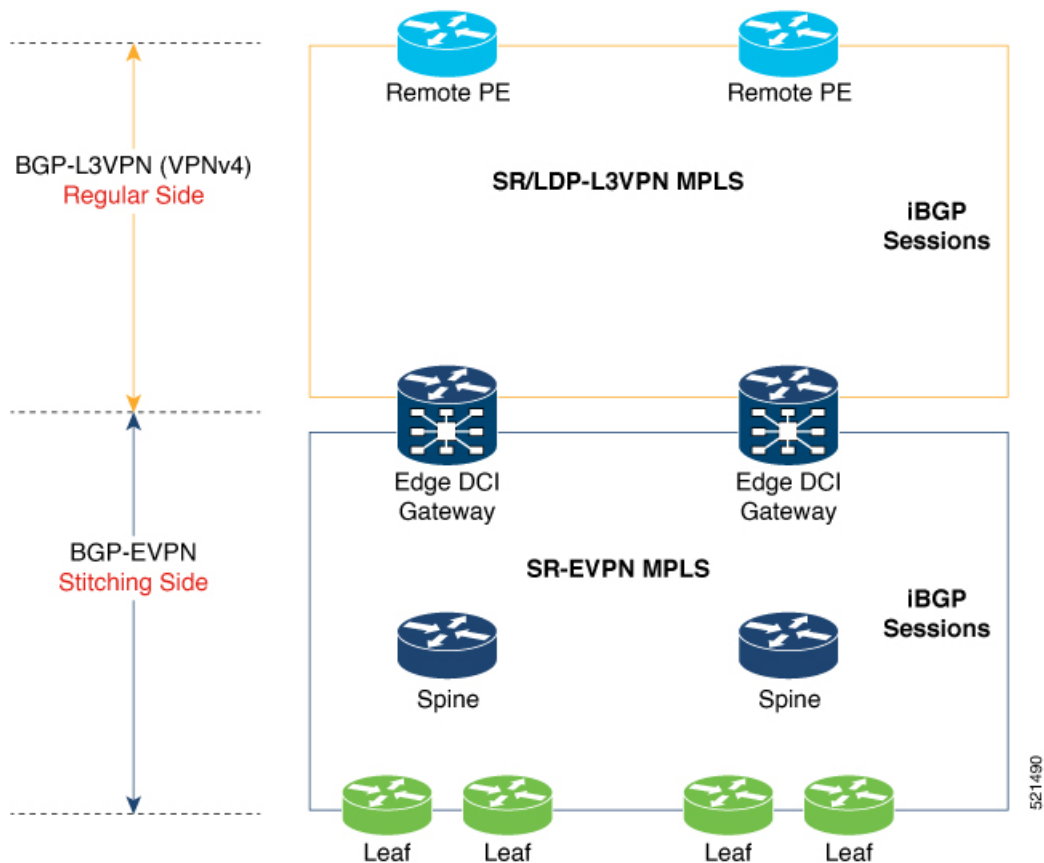 Remote PE
Remote PE
BGP-L3VPN (VPNv4)
Regular Side
SR/LDP-L3VPN MPLS
iBGP
Sessions
Edge DCI
Gateway
Edge DCI
Gateway
BGP-EVPN
Stitching Side
SR-EVPN MPLS
iBGP
Sessions
Spine
Spine
Leaf
Leaf
Leaf
Leaf
521490